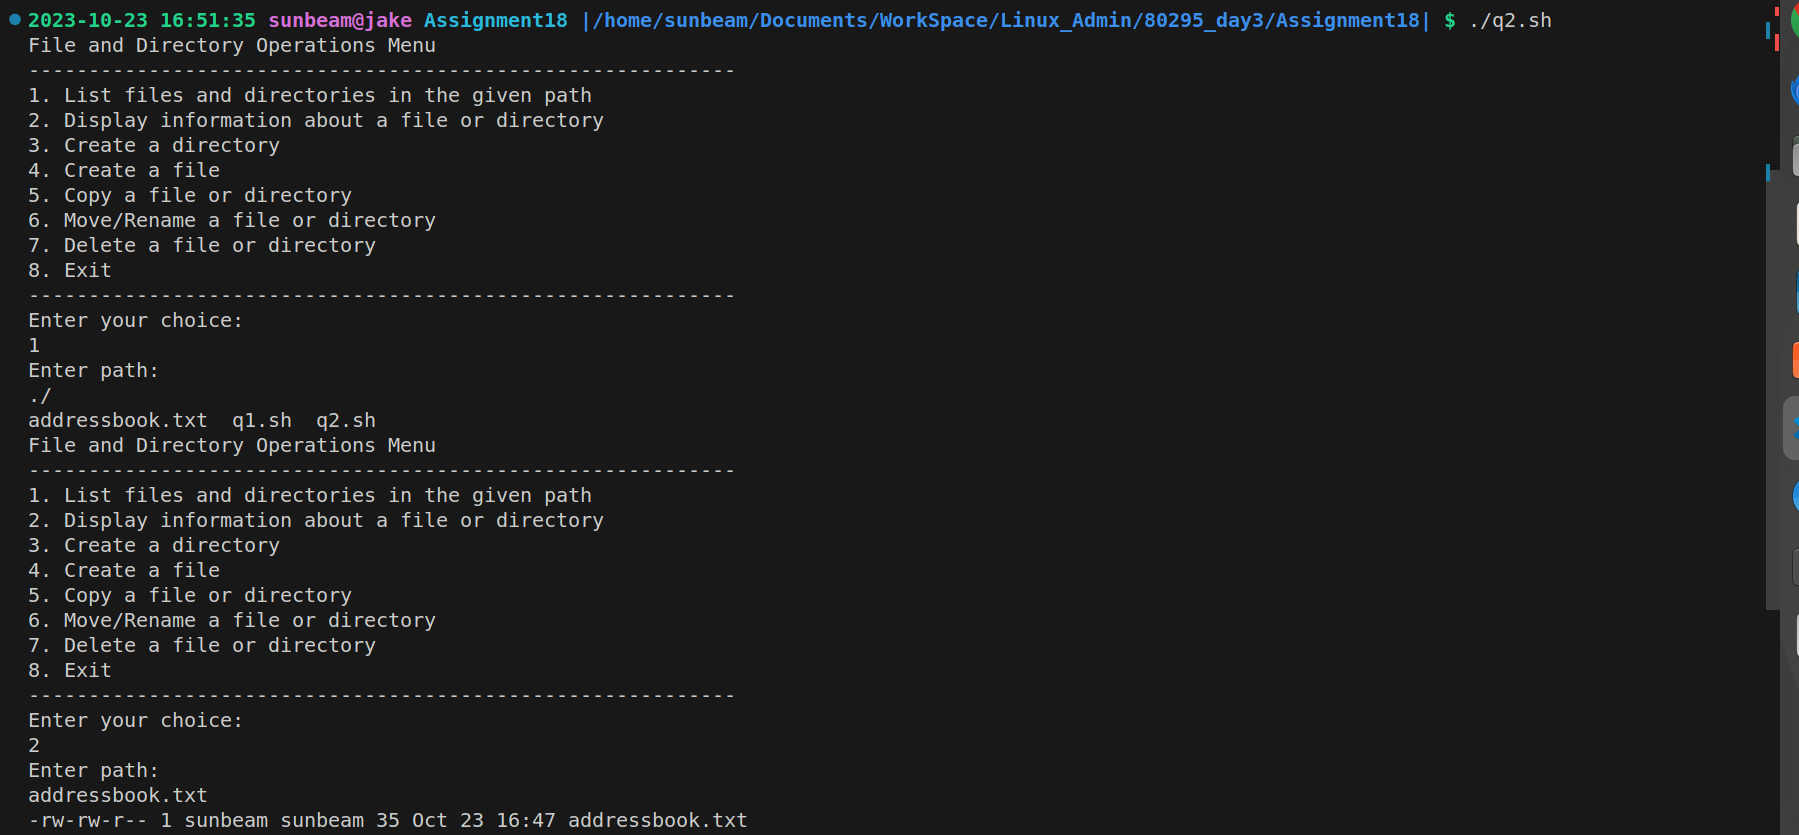 2023-10-23 16:51:35 sunbeam@jake Assignment18 |/home/sunbeam/Documents/WorkSpace/Linux_Admin/80295_day3/Assignment18| $ ./q2.sh
File and Directory Operations Menu
-----------------------------------------------------------
1. List files and directories in the given path
2. Display information about a file or directory
3. Create a directory
4. Create a file
5. Copy a file or directory
6. Move/Rename a file or directory
7. Delete a file or directory
8. Exit
-----------------------------------------------------------
Enter your choice:
1
Enter path:
./
addressbook.txt  q1.sh  q2.sh
File and Directory Operations Menu
-----------------------------------------------------------
1. List files and directories in the given path
2. Display information about a file or directory
3. Create a directory
4. Create a file
5. Copy a file or directory
6. Move/Rename a file or directory
7. Delete a file or directory
8. Exit
-----------------------------------------------------------
Enter your choice:
2
Enter path:
addressbook.txt
-rw-rw-r-- 1 sunbeam sunbeam 35 Oct 23 16:47 addressbook.txt